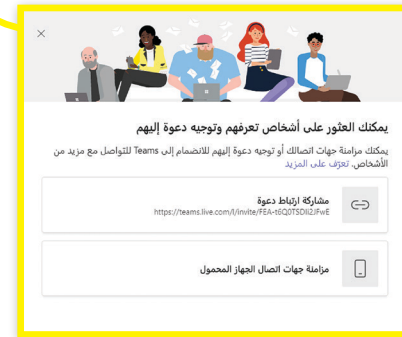 يمكنك العثور على أشخاص تعرفهم وتوجيه دعوة إليهم
يمكنك مزامنة جهات اتصالك أو توجيه دعوة إليهم للانضمام إلى Teams للتواصل مع مزيد من
الأشخاص. تعرّف على المزيد
مشاركة ارتباط دعوة
https://teams.live.com/l/invite/FEA-t6Q0TSDIi2JFwE
مزامنة جهات اتصال الجهاز المحمول